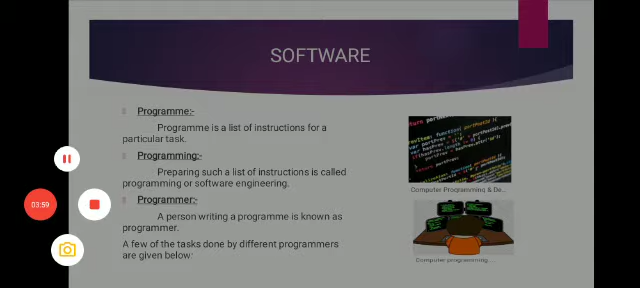 SOFTWARE
Programme:-
Programme is a list of instructions for a
particular task.
Programming:-
Preparing such a list of instructions is called
programming or software engineering.
Programmer:-
A person writing a programme is known as
programmer.
A few of the tasks done by different programmers
are given below:
Computer Programming & De...
Computer programming ...
03:59